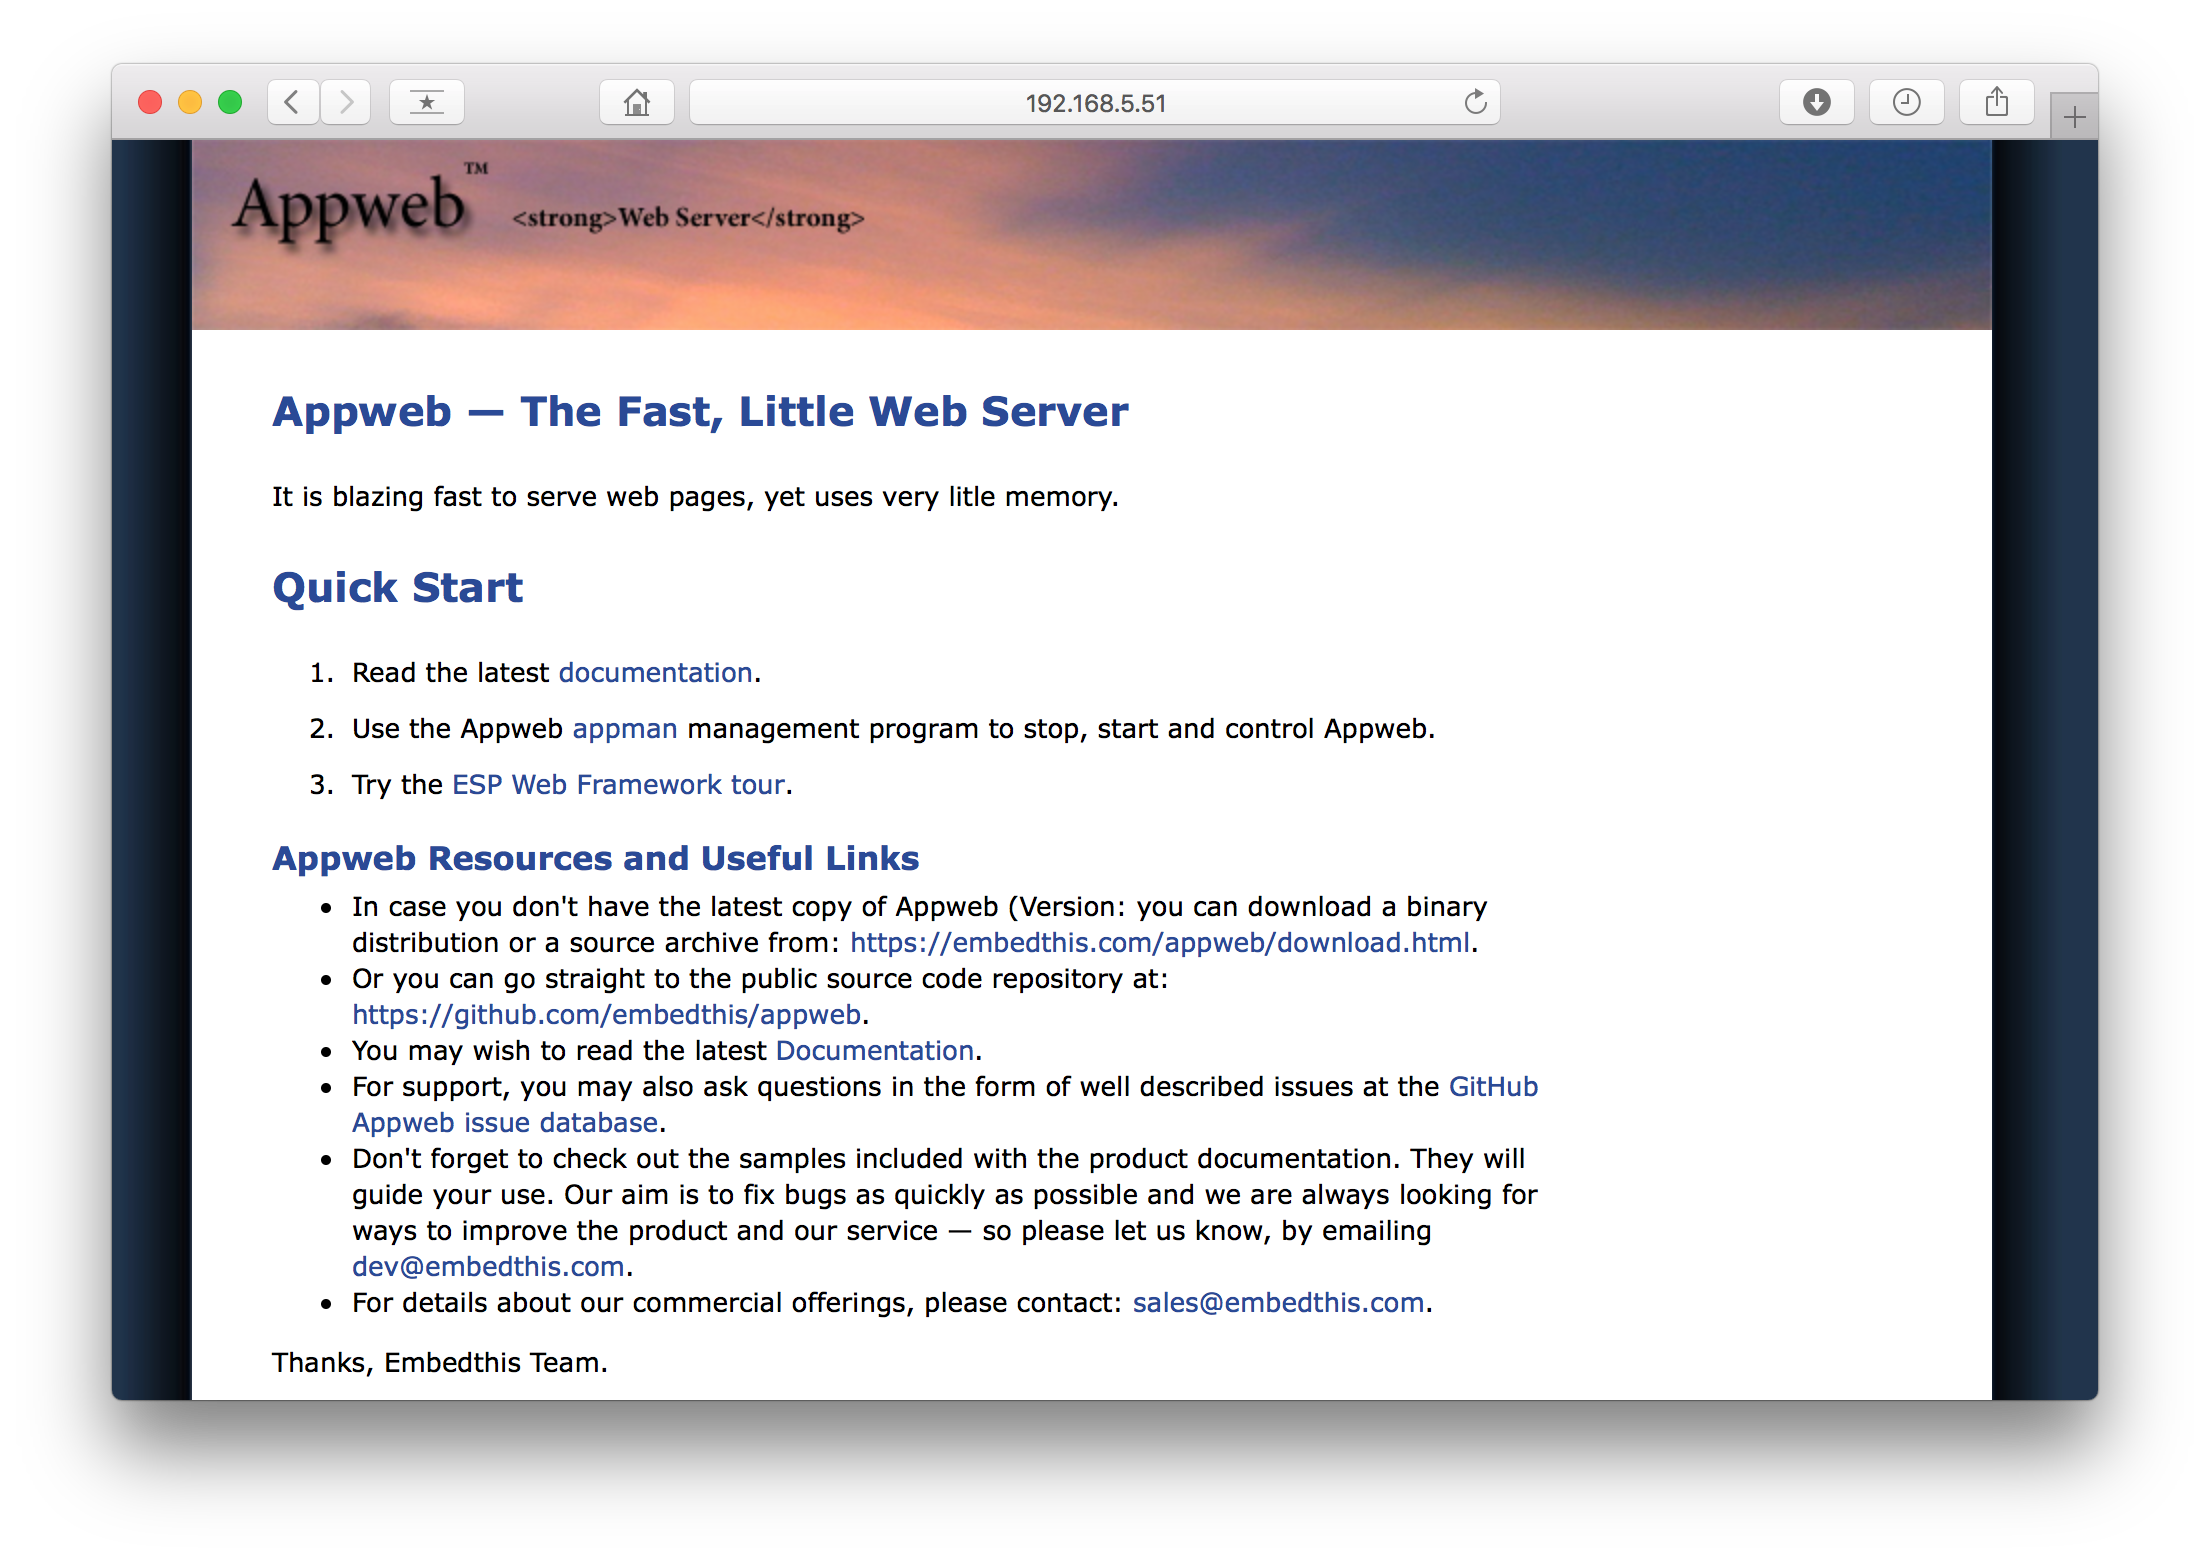 192.168.5.51
Appweb™ <strong>Web Server</strong>
Appweb — The Fast, Little Web Server
It is blazing fast to serve web pages, yet uses very litle memory.
Quick Start
1. Read the latest documentation.
2. Use the Appweb appman management program to stop, start and control Appweb.
3. Try the ESP Web Framework tour.
Appweb Resources and Useful Links
• In case you don't have the latest copy of Appweb (Version: you can download a binary
distribution or a source archive from: https://embedthis.com/appweb/download.html.
• Or you can go straight to the public source code repository at:
https://github.com/embedthis/appweb.
• You may wish to read the latest Documentation.
• For support, you may also ask questions in the form of well described issues at the GitHub
Appweb issue database.
• Don't forget to check out the samples included with the product documentation. They will
guide your use. Our aim is to fix bugs as quickly as possible and we are always looking for
ways to improve the product and our service — so please let us know, by emailing
dev@embedthis.com.
• For details about our commercial offerings, please contact: sales@embedthis.com.
Thanks, Embedthis Team.